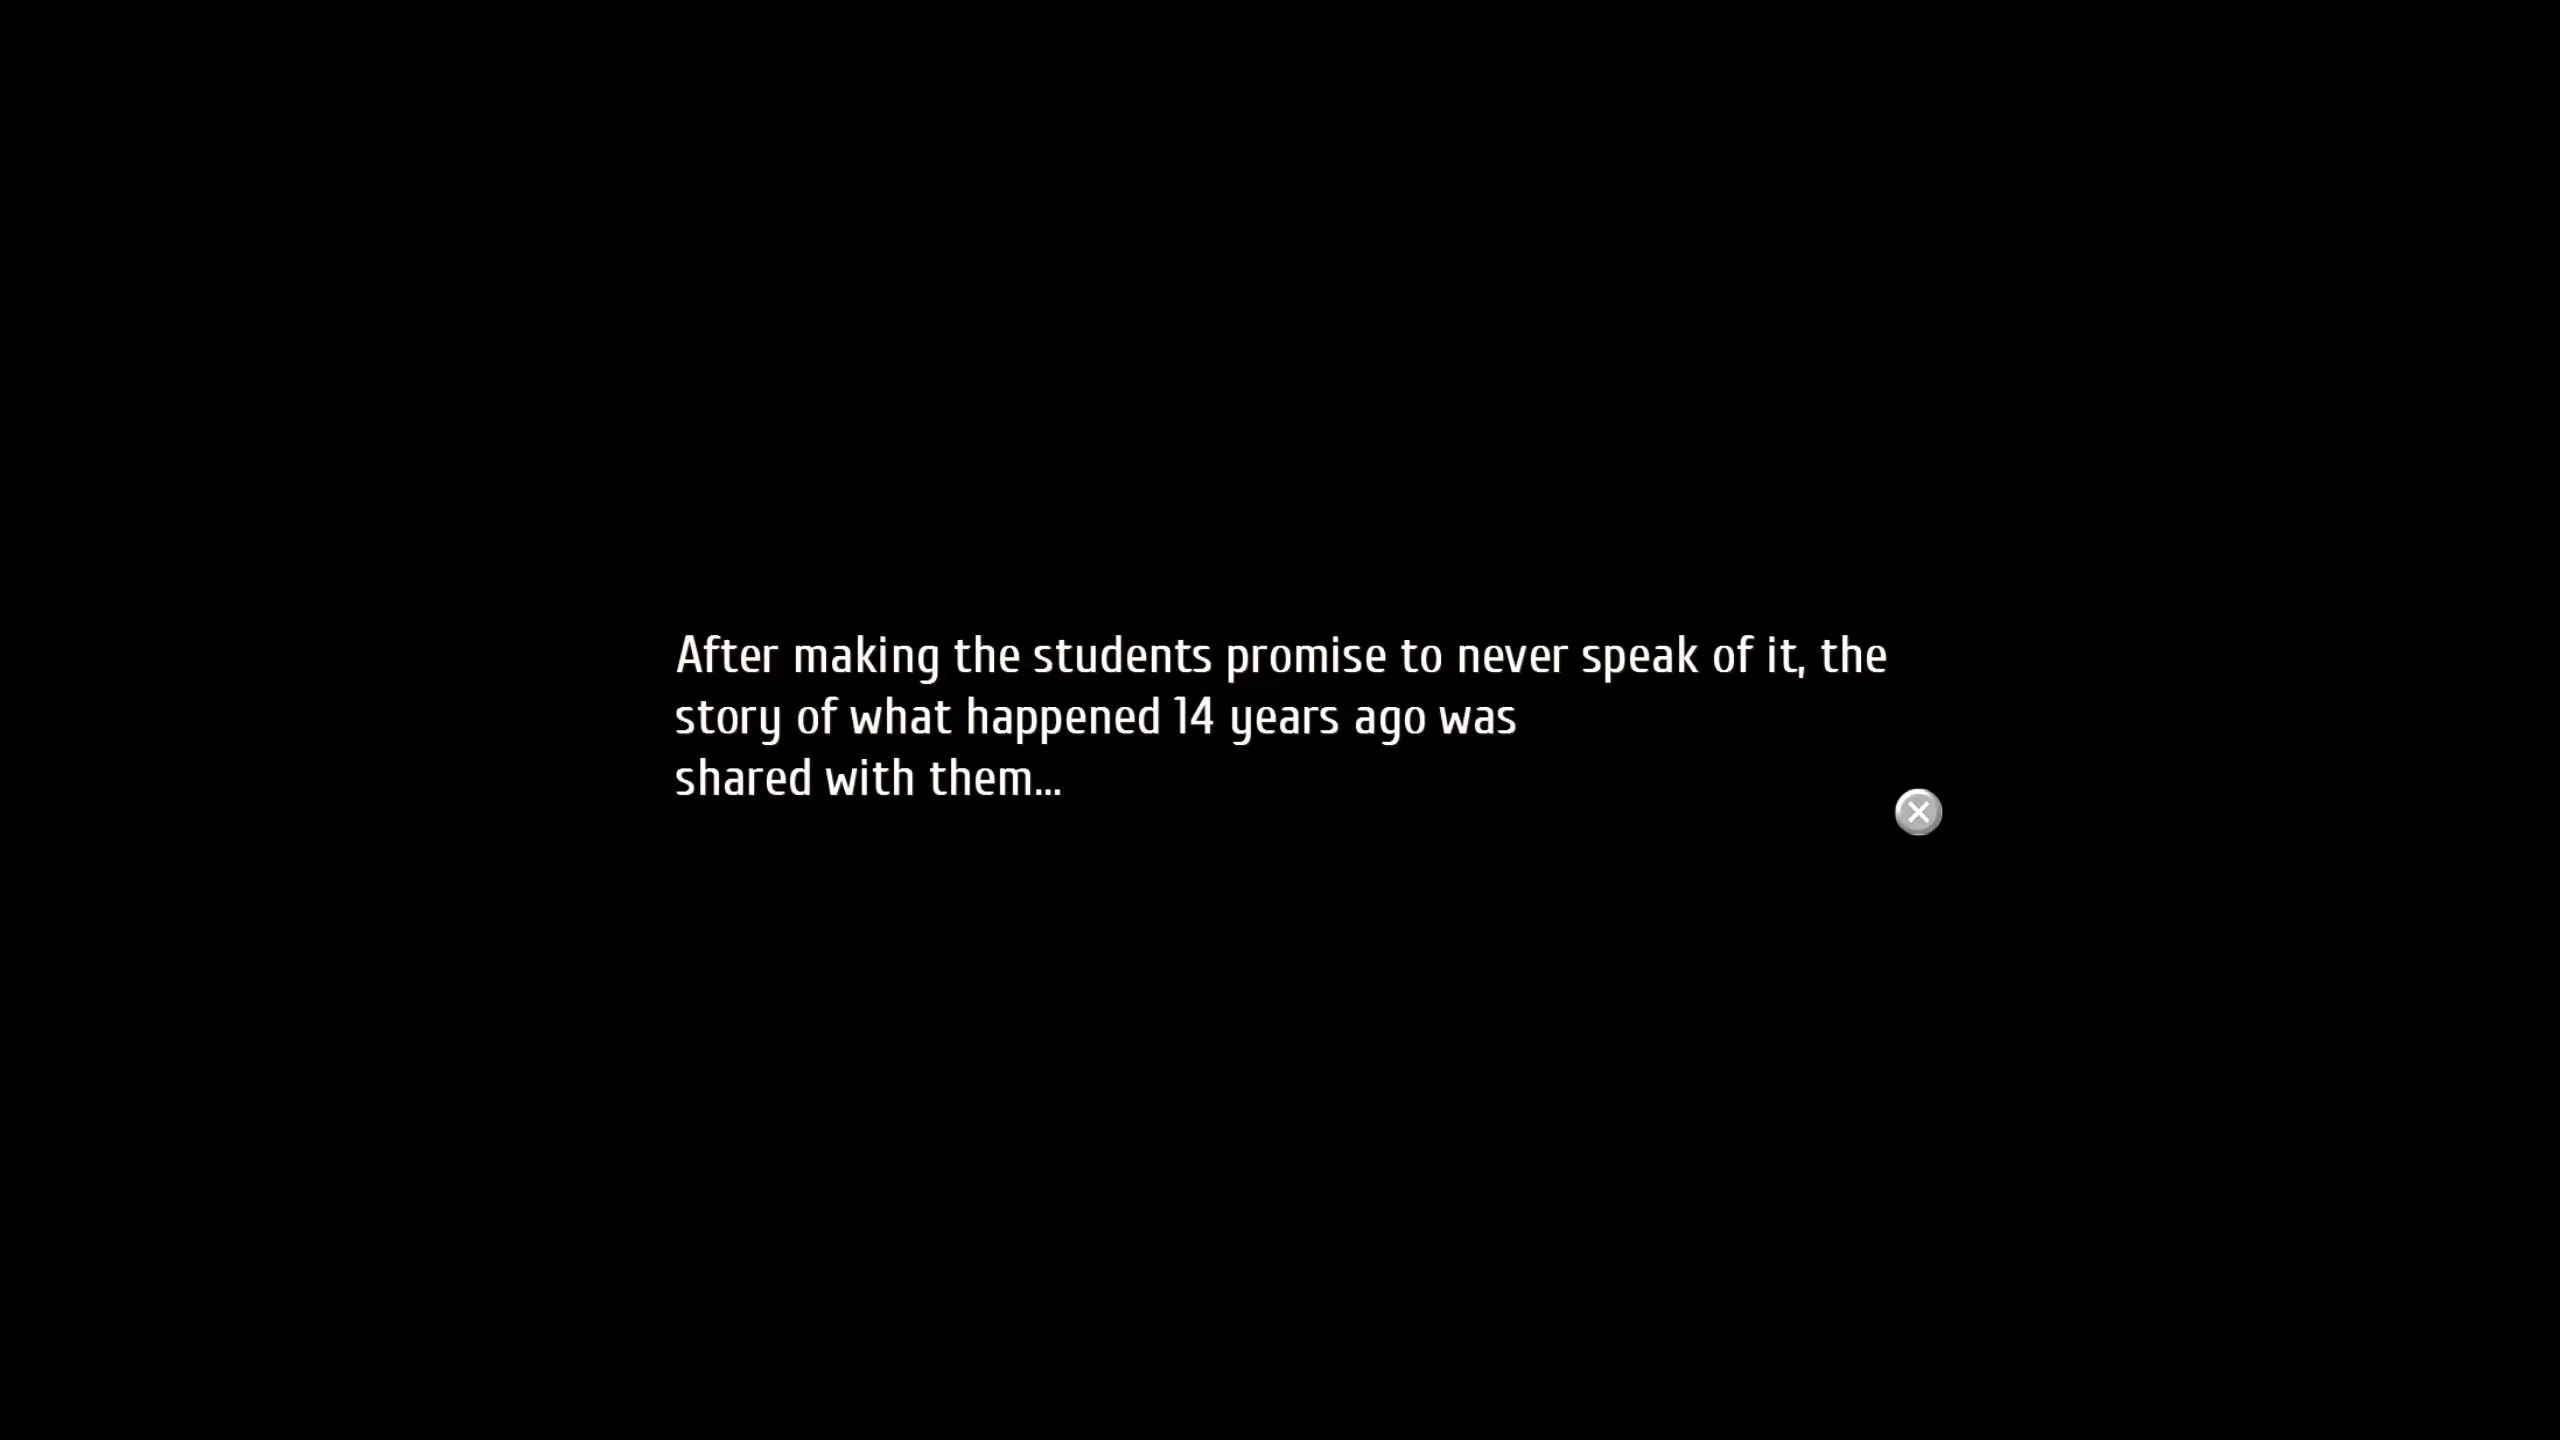 After making the students promise to never speak of it, the
story of what happened 14 years ago was
shared with them...